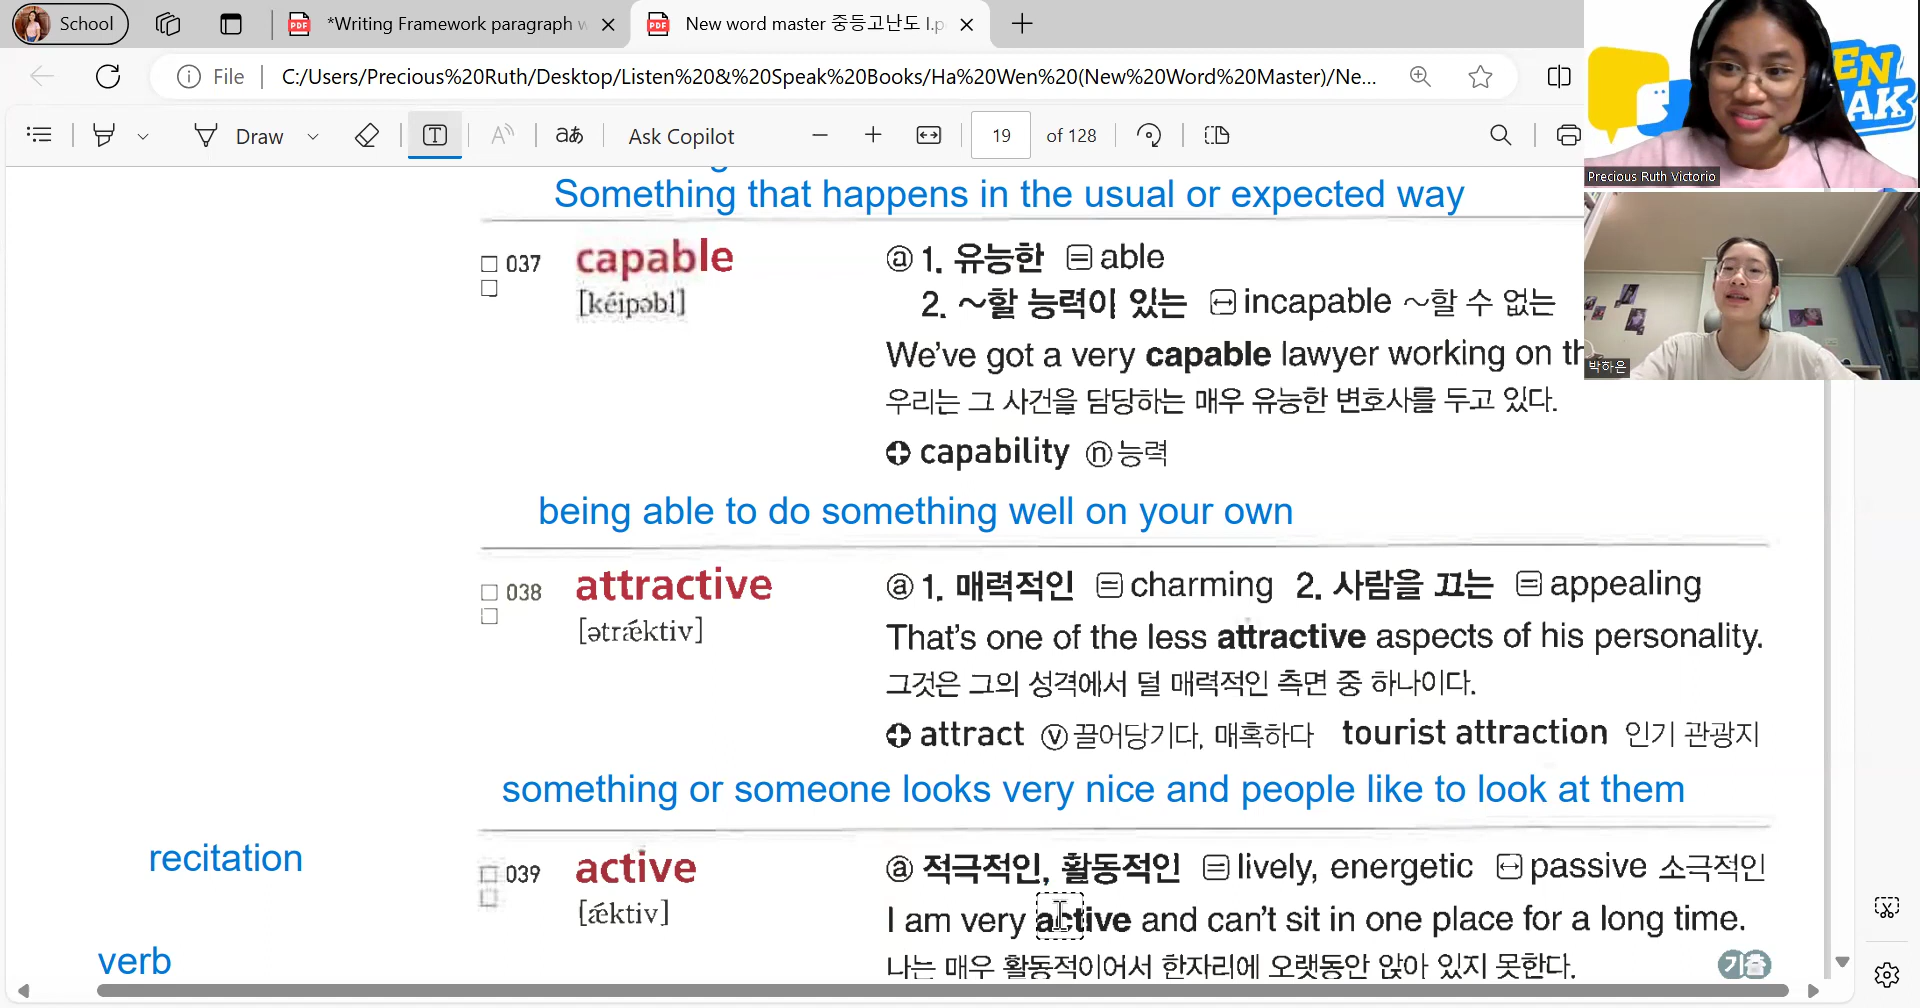 School
*Writing Framework paragraph w
New word master 중등고난도 I.p
File
C:/Users/Precious%20Ruth/Desktop/Listen%20&%20Speak%20Books/Ha%20Wen%20(New%20Word%20Master)/Ne...
Draw
aあ
Ask Copilot
19 of 128
EN
AK
Precious Ruth Victorio
박하은
Something that happens in the usual or expected way
037 capable ⓐ 1. 유능한 = able
[kéipəbl] 2. ～할 능력이 있는 ↔ incapable ～할 수 없는
We've got a very capable lawyer working on th
우리는 그 사건을 담당하는 매우 유능한 변호사를 두고 있다.
capability ⓝ 능력
being able to do something well on your own
038 attractive ⓐ 1. 매력적인 = charming 2. 사람을 끄는 = appealing
[ətrǽktiv] That's one of the less attractive aspects of his personality.
그것은 그의 성격에서 덜 매력적인 측면 중 하나이다.
attract ⓥ 끌어당기다, 매혹하다 tourist attraction 인기 관광지
something or someone looks very nice and people like to look at them
recitation
039 active ⓐ 적극적인, 활동적인 = lively, energetic ↔ passive 소극적인
[ǽktiv] I am very active and can't sit in one place for a long time.
verb
나는 매우 활동적이어서 한자리에 오랫동안 앉아 있지 못한다.
기출